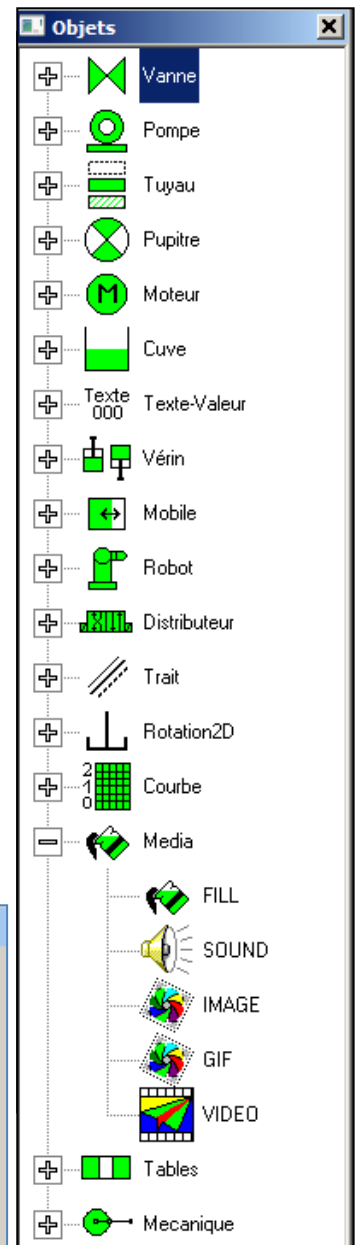 Objets
Vanne
Pompe
Tuyau
Pupitre
M Moteur
Cuve
Texte 000 Texte-Valeur
Vérin
Mobile
Robot
Distributeur
Trait
Rotation2D
2 1 0 Courbe
Media
FILL
SOUND
IMAGE
GIF
VIDEO
Tables
Mecanique